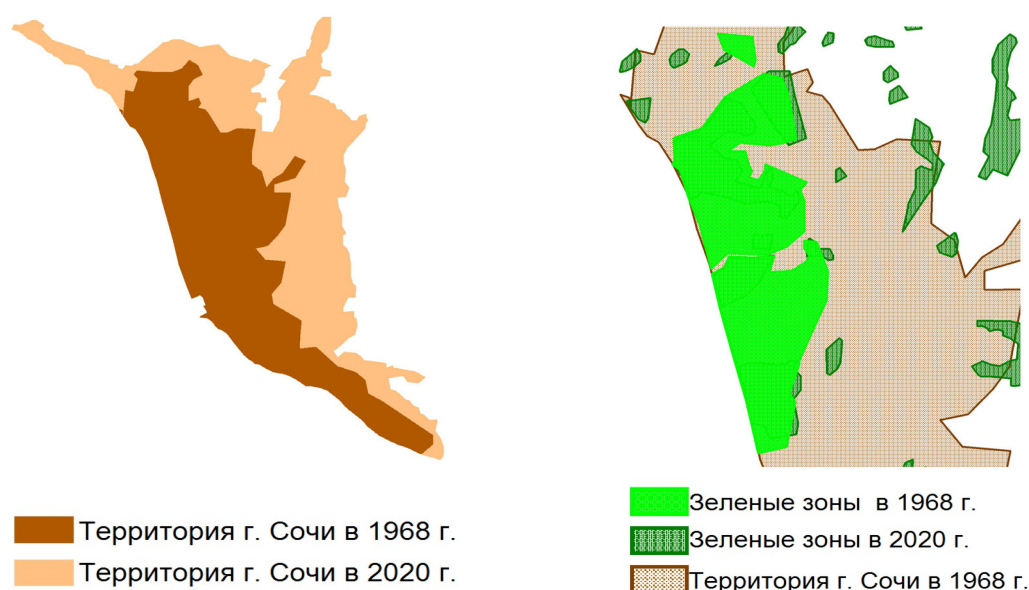 Территория г. Сочи в 1968 г.
Территория г. Сочи в 2020 г.
Зеленые зоны в 1968 г.
Зеленые зоны в 2020 г.
Территория г. Сочи в 1968 г.